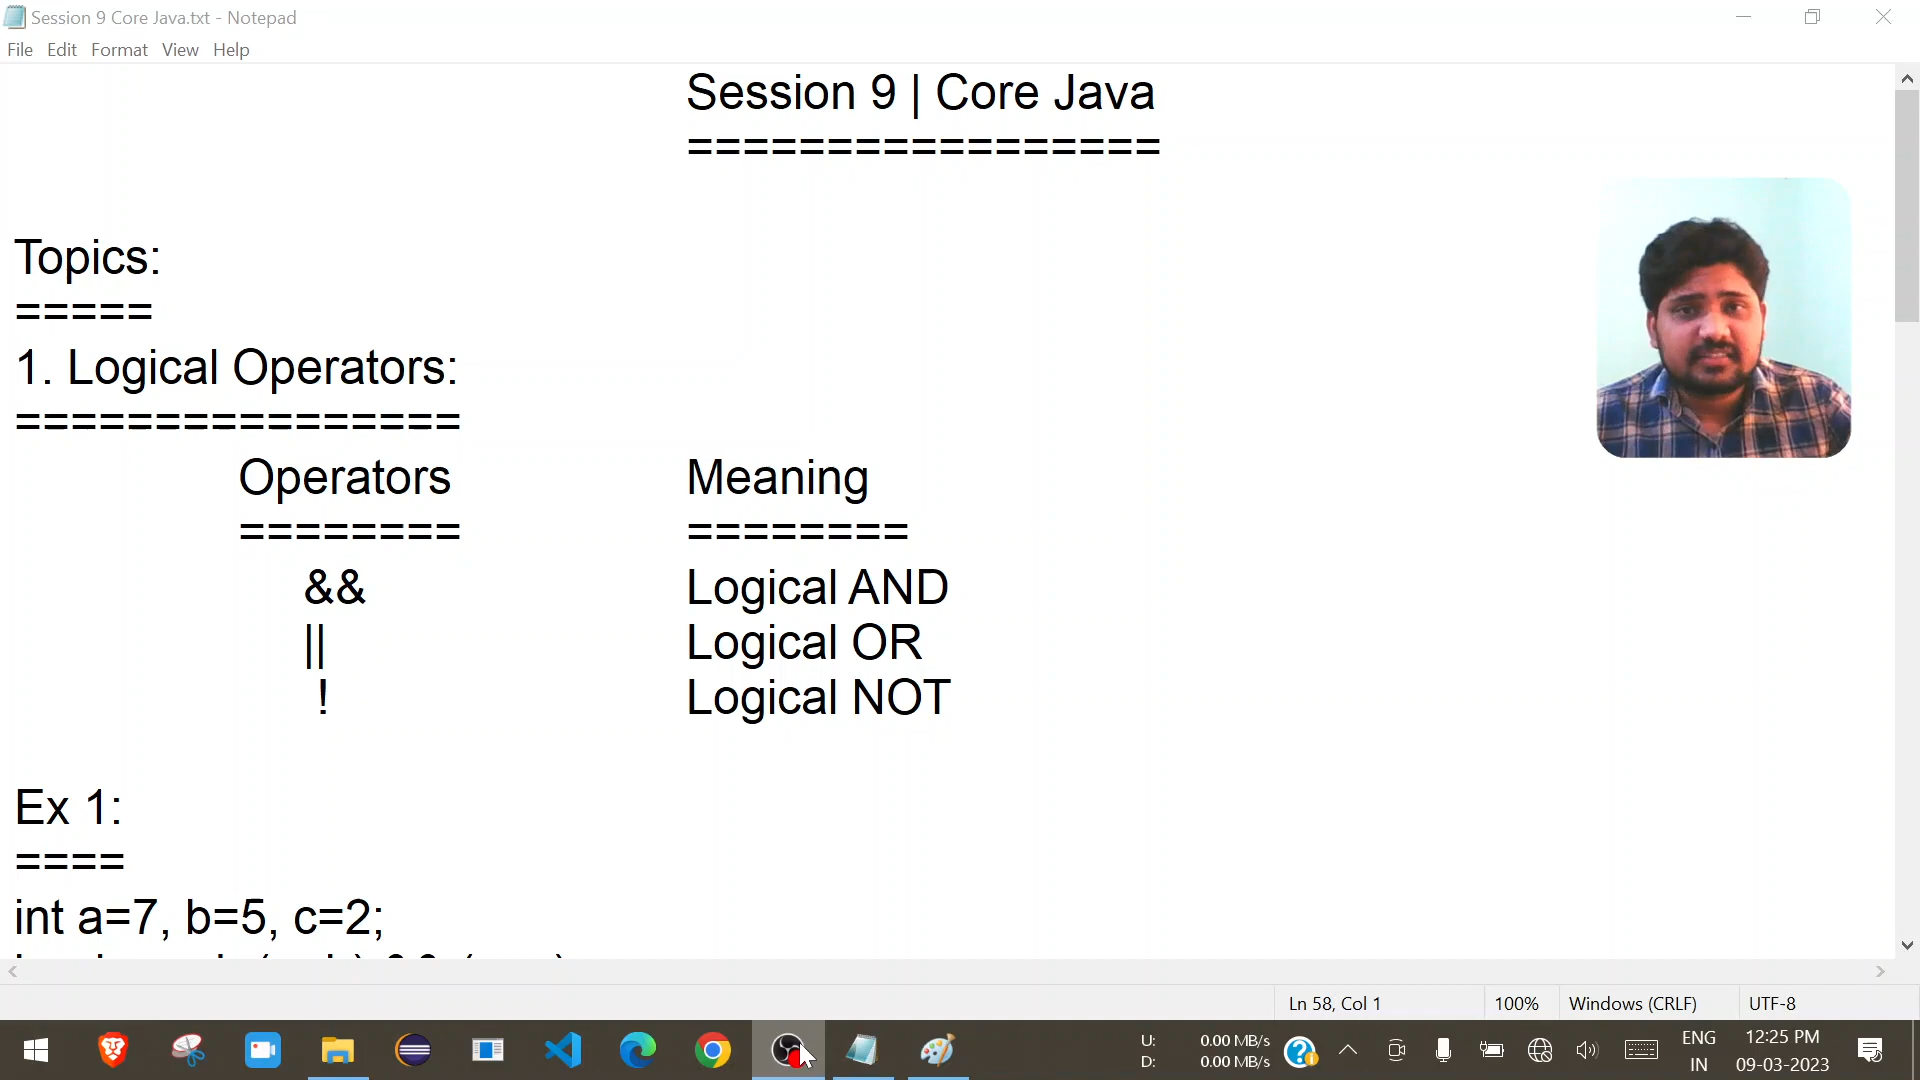 Session 9 Core Java.txt - Notepad
File Edit Format View Help
Session 9 | Core Java
=================
Topics:
=====
1. Logical Operators:
================
Operators Meaning
======== ========
&& Logical AND
|| Logical OR
! Logical NOT
Ex 1:
====
int a=7, b=5, c=2;
Ln 58, Col 1 100% Windows (CRLF) UTF-8
U: 0.00 MB/s
D: 0.00 MB/s
ENG 12:25 PM
IN 09-03-2023